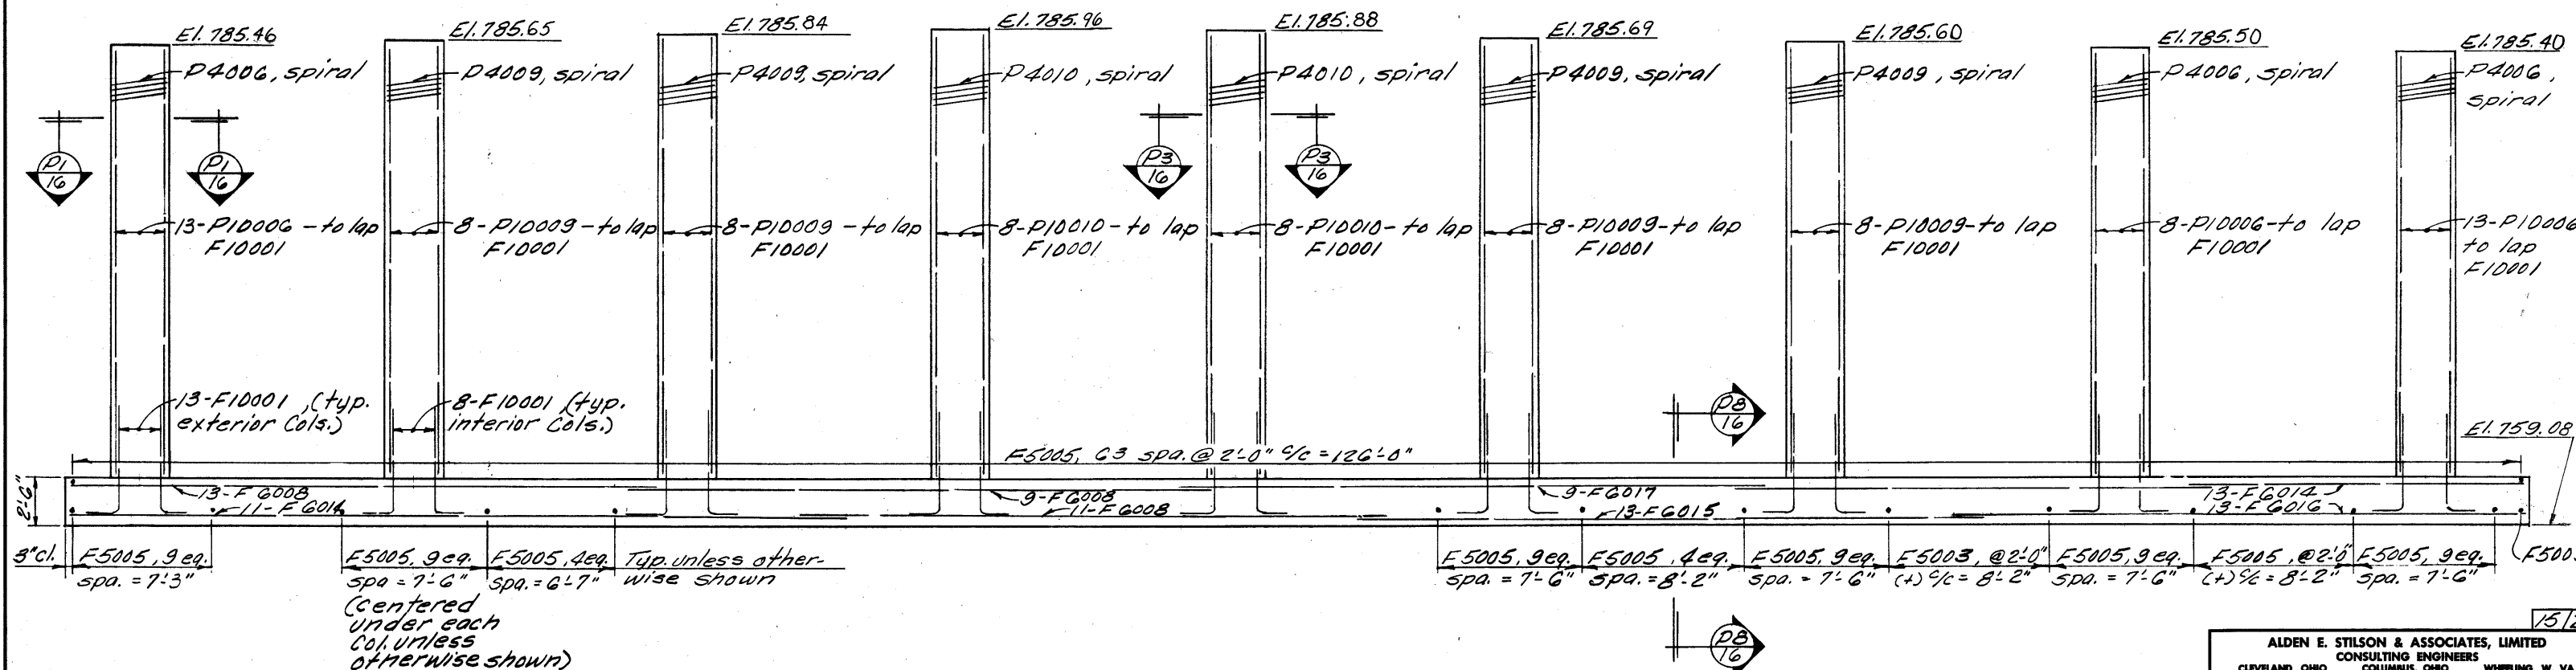 El. 785.46
El. 785.65
El. 785.84
El. 785.96
El. 785.88
El. 785.69
El. 785.60
El. 785.50
El. 785.40
P4006, spiral
P4009, spiral
P4009, spiral
P4010, spiral
P4010, spiral
P4009, spiral
P4009, spiral
P4006, spiral
P4006,
spiral
P1
16
P1
16
P3
16
P3
16
13-P10006 - to lap
F10001
8-P10009 - to lap
F10001
8-P10009 - to lap
F10001
8-P10010 - to lap
F10001
8-P10010 - to lap
F10001
8-P10009 - to lap
F10001
8-P10009 - to lap
F10001
8-P10006 - to lap
F10001
13-P10006
to lap
F10001
13-F10001, (typ.
exterior Cols.)
8-F10001 (typ.
interior Cols.)
P8
16
El. 759.08
F5005, 63 spa. @ 2'-0" c/c = 126'-0"
2'-6"
13-F6008
11-F6014
9-F6008
11-F6008
9-F6017
13-F6015
13-F6014
13-F6016
3" cl.
F5005, 9 eq.
spa. = 7'-3"
F5005, 9 eq.
spa = 7'-6"
(centered
under each
Col. unless
otherwise shown)
F5005, 4 eq.
spa. = 6'-7"
Typ. unless other-
wise shown
F5005, 9 eq.
spa. = 7'-6"
F5005, 4 eq.
spa. = 8'-2"
F5005, 9 eq.
spa. = 7'-6"
F5003, @ 2'-0"
(+) c/c = 8'-2"
F5005, 9 eq.
spa. = 7'-6"
F5005, @ 2'-0"
(+) c/c = 8'-2"
F5005, 9 eq.
spa. = 7'-6"
P8
16
ALDEN E. STILSON & ASSOCIATES, LIMITED
CONSULTING ENGINEERS
CLEVELAND, OHIO COLUMBUS, OHIO WHEELING, W. VA.